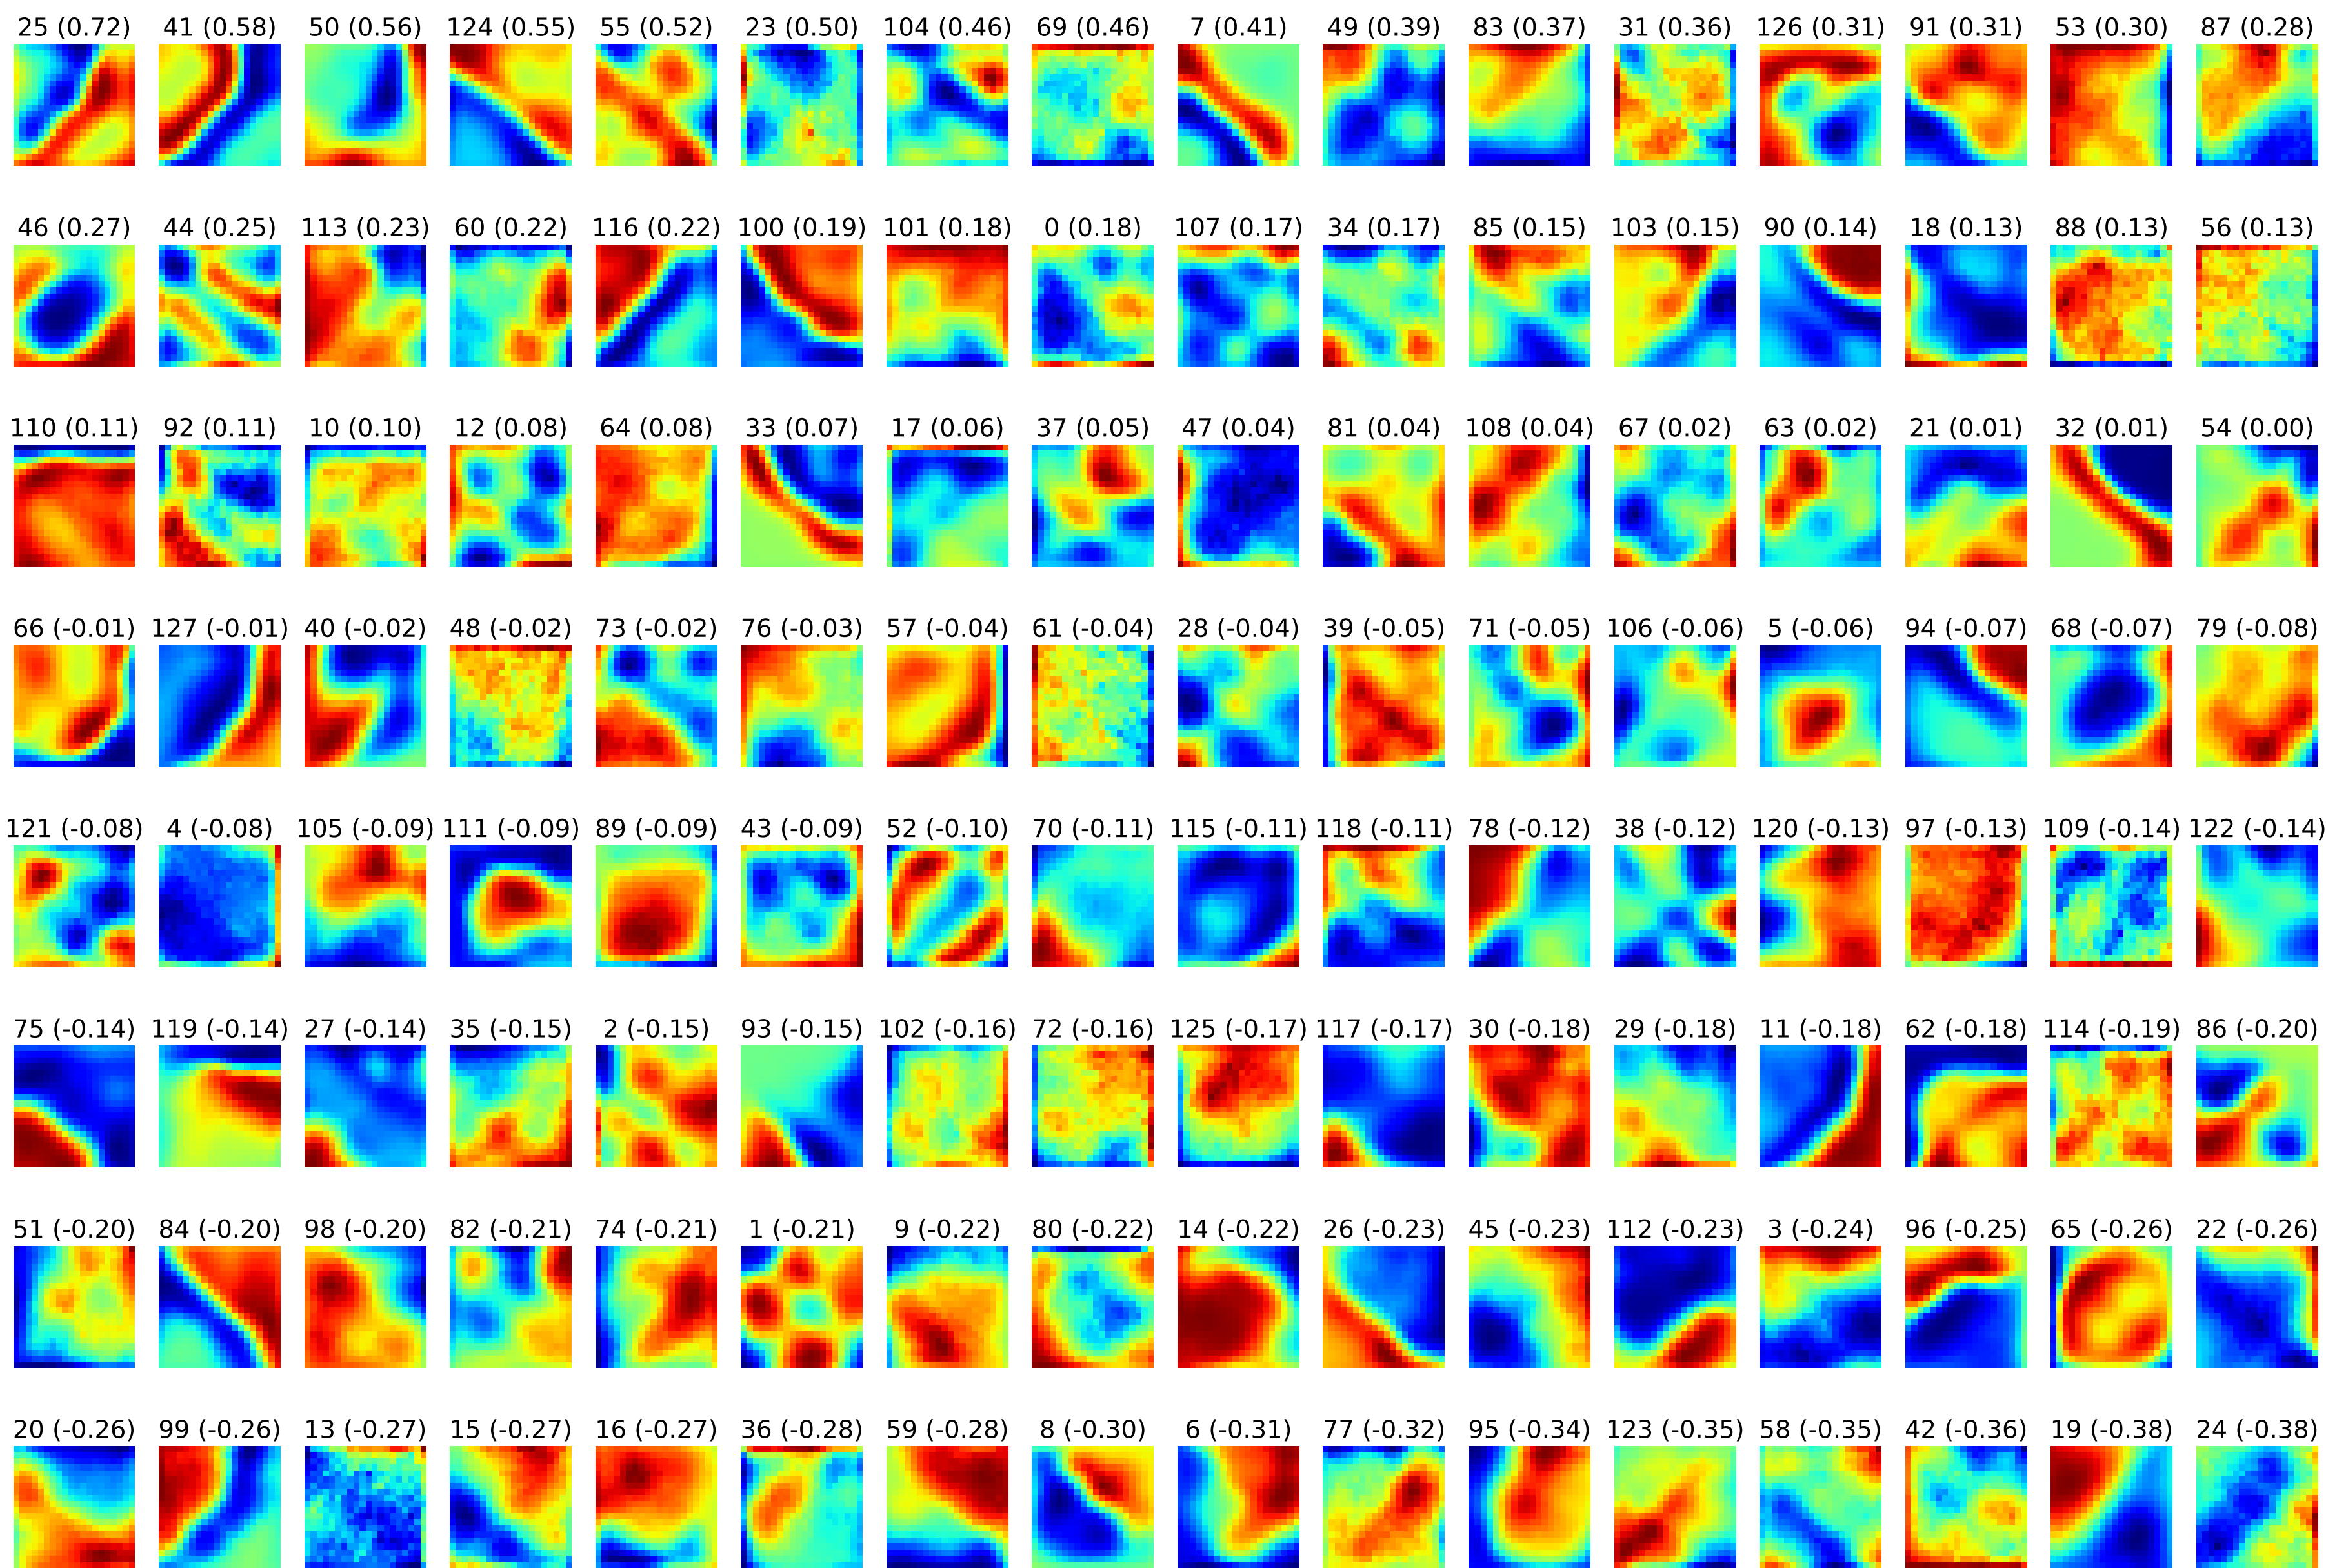 25 (0.72) 41 (0.58) 50 (0.56) 124 (0.55) 55 (0.52) 23 (0.50) 104 (0.46) 69 (0.46) 7 (0.41) 49 (0.39) 83 (0.37) 31 (0.36) 126 (0.31) 91 (0.31) 53 (0.30) 87 (0.28)
46 (0.27) 44 (0.25) 113 (0.23) 60 (0.22) 116 (0.22) 100 (0.19) 101 (0.18) 0 (0.18) 107 (0.17) 34 (0.17) 85 (0.15) 103 (0.15) 90 (0.14) 18 (0.13) 88 (0.13) 56 (0.13)
110 (0.11) 92 (0.11) 10 (0.10) 12 (0.08) 64 (0.08) 33 (0.07) 17 (0.06) 37 (0.05) 47 (0.04) 81 (0.04) 108 (0.04) 67 (0.02) 63 (0.02) 21 (0.01) 32 (0.01) 54 (0.00)
66 (-0.01) 127 (-0.01) 40 (-0.02) 48 (-0.02) 73 (-0.02) 76 (-0.03) 57 (-0.04) 61 (-0.04) 28 (-0.04) 39 (-0.05) 71 (-0.05) 106 (-0.06) 5 (-0.06) 94 (-0.07) 68 (-0.07) 79 (-0.08)
121 (-0.08) 4 (-0.08) 105 (-0.09) 111 (-0.09) 89 (-0.09) 43 (-0.09) 52 (-0.10) 70 (-0.11) 115 (-0.11) 118 (-0.11) 78 (-0.12) 38 (-0.12) 120 (-0.13) 97 (-0.13) 109 (-0.14) 122 (-0.14)
75 (-0.14) 119 (-0.14) 27 (-0.14) 35 (-0.15) 2 (-0.15) 93 (-0.15) 102 (-0.16) 72 (-0.16) 125 (-0.17) 117 (-0.17) 30 (-0.18) 29 (-0.18) 11 (-0.18) 62 (-0.18) 114 (-0.19) 86 (-0.20)
51 (-0.20) 84 (-0.20) 98 (-0.20) 82 (-0.21) 74 (-0.21) 1 (-0.21) 9 (-0.22) 80 (-0.22) 14 (-0.22) 26 (-0.23) 45 (-0.23) 112 (-0.23) 3 (-0.24) 96 (-0.25) 65 (-0.26) 22 (-0.26)
20 (-0.26) 99 (-0.26) 13 (-0.27) 15 (-0.27) 16 (-0.27) 36 (-0.28) 59 (-0.28) 8 (-0.30) 6 (-0.31) 77 (-0.32) 95 (-0.34) 123 (-0.35) 58 (-0.35) 42 (-0.36) 19 (-0.38) 24 (-0.38)